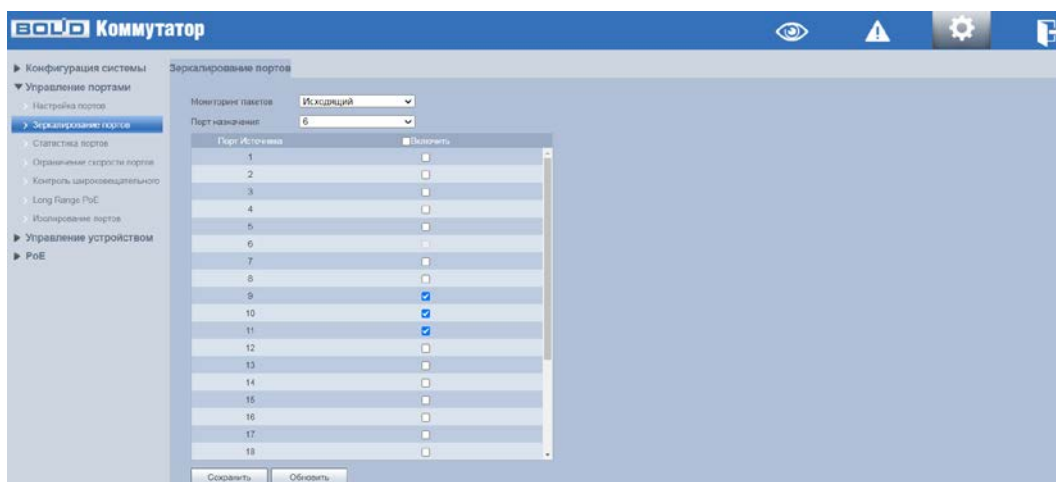 BOLID Коммутатор
Конфигурация системы
Управление портами
Настройка портов
Зеркалирование портов
Статистика портов
Ограничение скорости портов
Контроль широковещательного
Long Range PoE
Изолирование портов
Управление устройством
PoE
Зеркалирование портов
Мониторинг пакетов Исходящий
Порт назначения 6
Порт Источника Включить
1
2
3
4
5
6
7
8
9
10
11
12
13
14
15
16
17
18
Сохранить Обновить